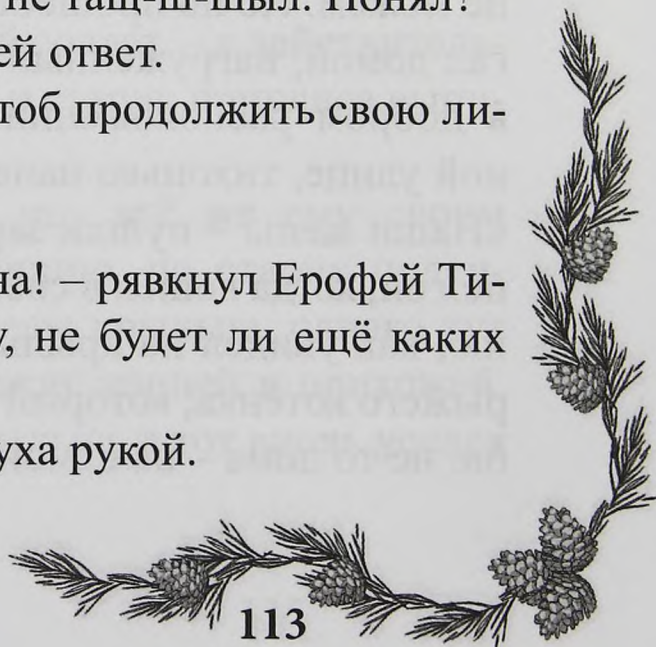 не тащ-ш-шыл. Понял?
ей ответ.
тоб продолжить свою ли-
на! – рявкнул Ерофей Ти-
у, не будет ли ещё каких
уха рукой.
113